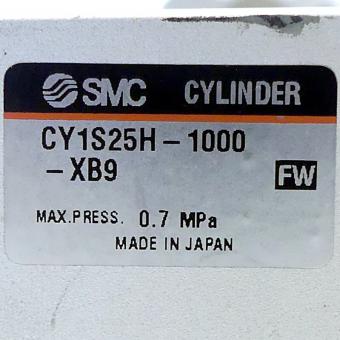 SMC CYLINDER
CY1S25H-1000
-XB9
FW
MAX.PRESS. 0.7 MPa
MADE IN JAPAN